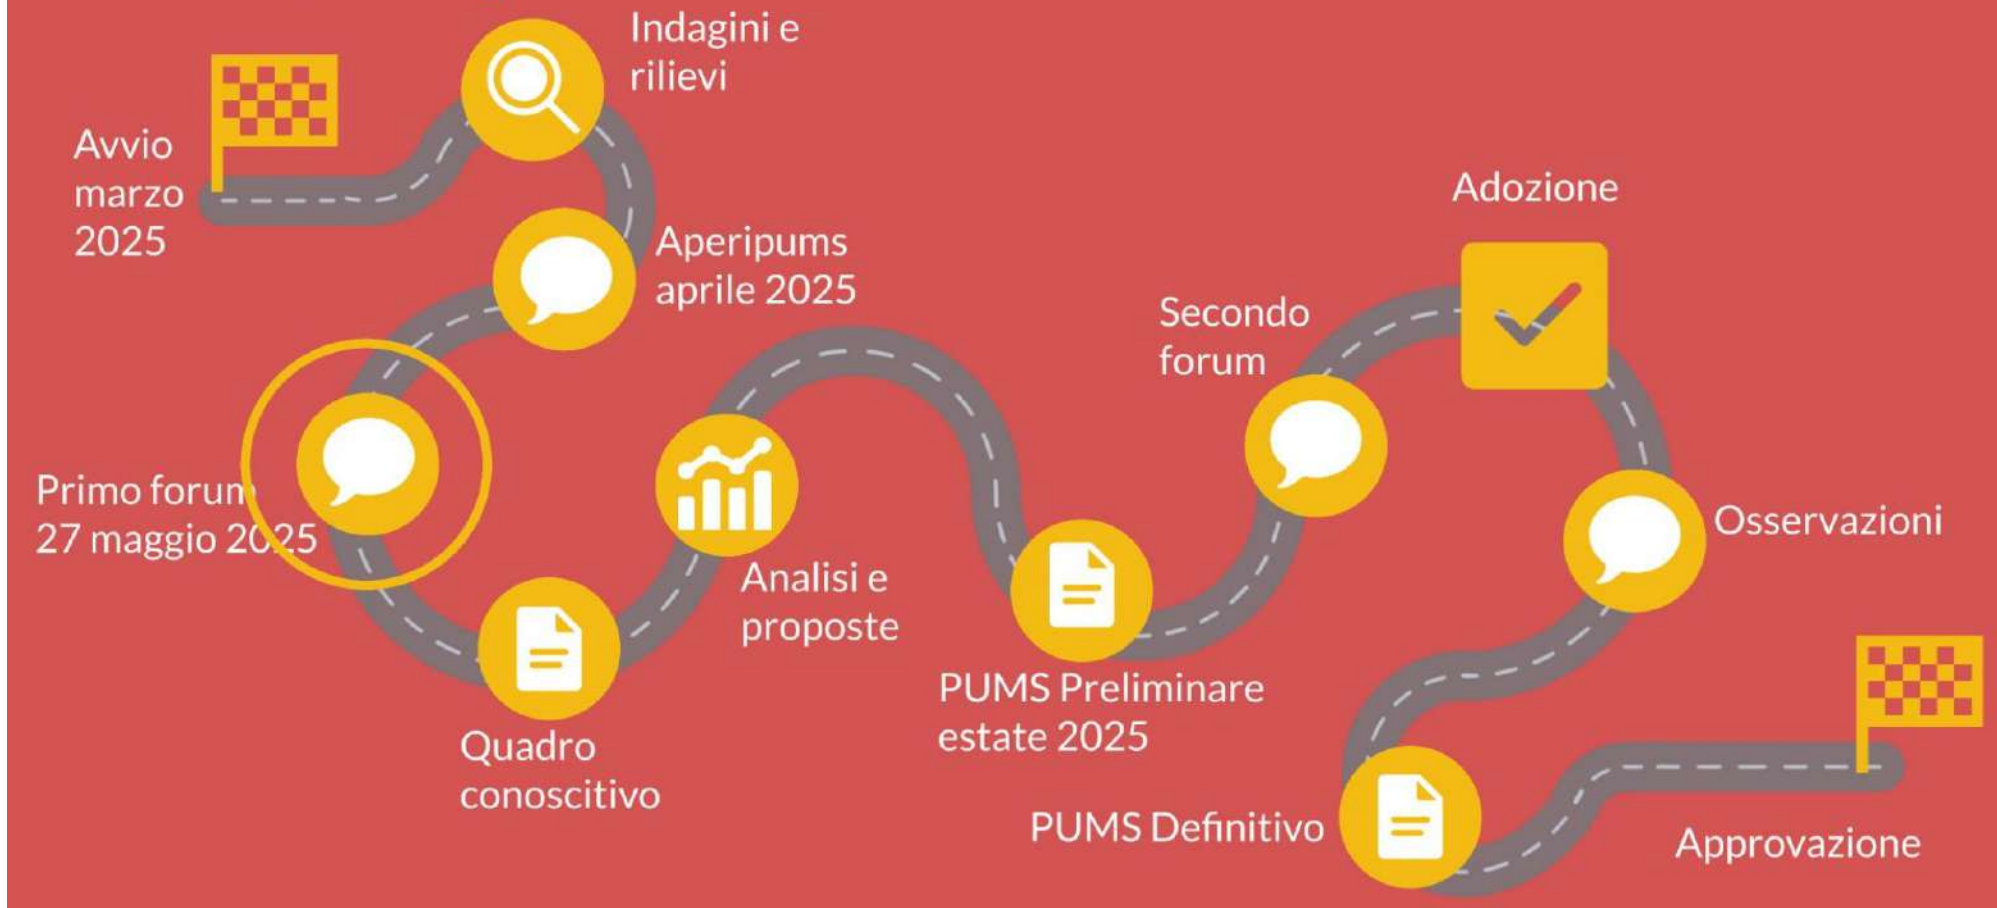 Avvio
marzo
2025
Indagini e
rilievi
Aperipums
aprile 2025
Primo forum
27 maggio 2025
Quadro
conoscitivo
Analisi e
proposte
PUMS Preliminare
estate 2025
Secondo
forum
Adozione
Osservazioni
PUMS Definitivo
Approvazione